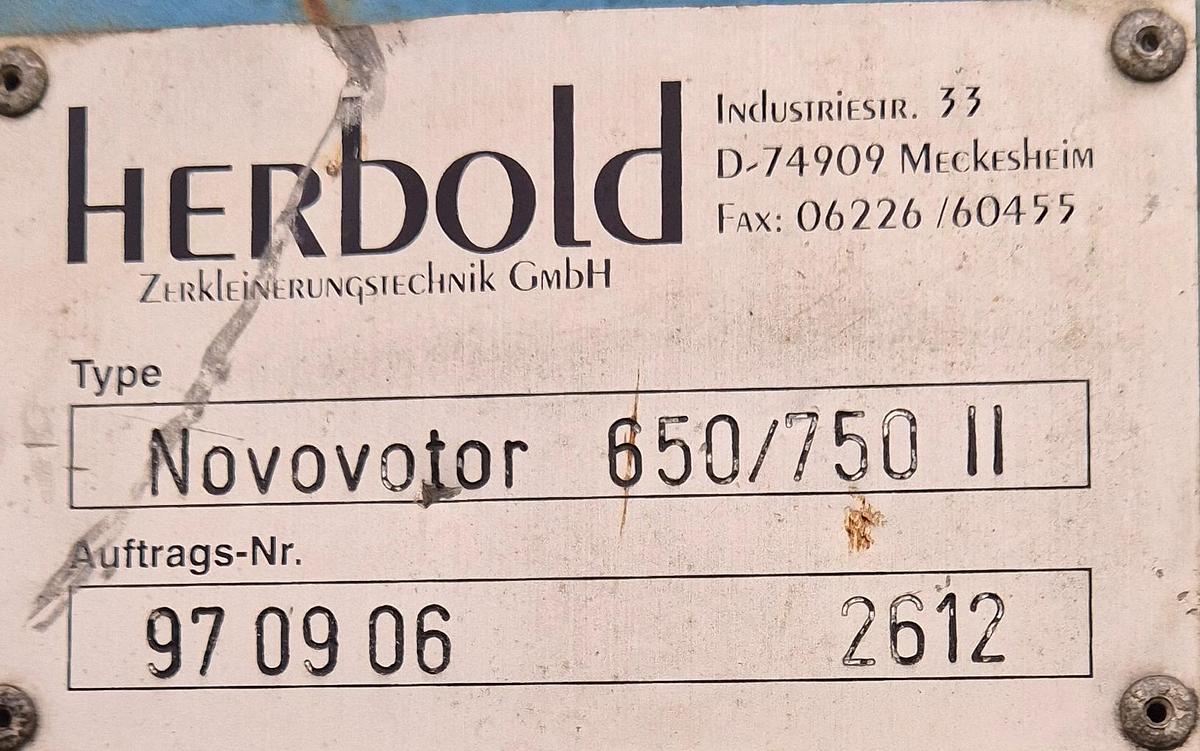 HERbold
Zerkleinerungstechnik GmbH
Industriestr. 33
D-74909 Meckesheim
Fax: 06226 /60455
Type
Novovotor 650/750 II
Auftrags-Nr.
97 09 06 2612